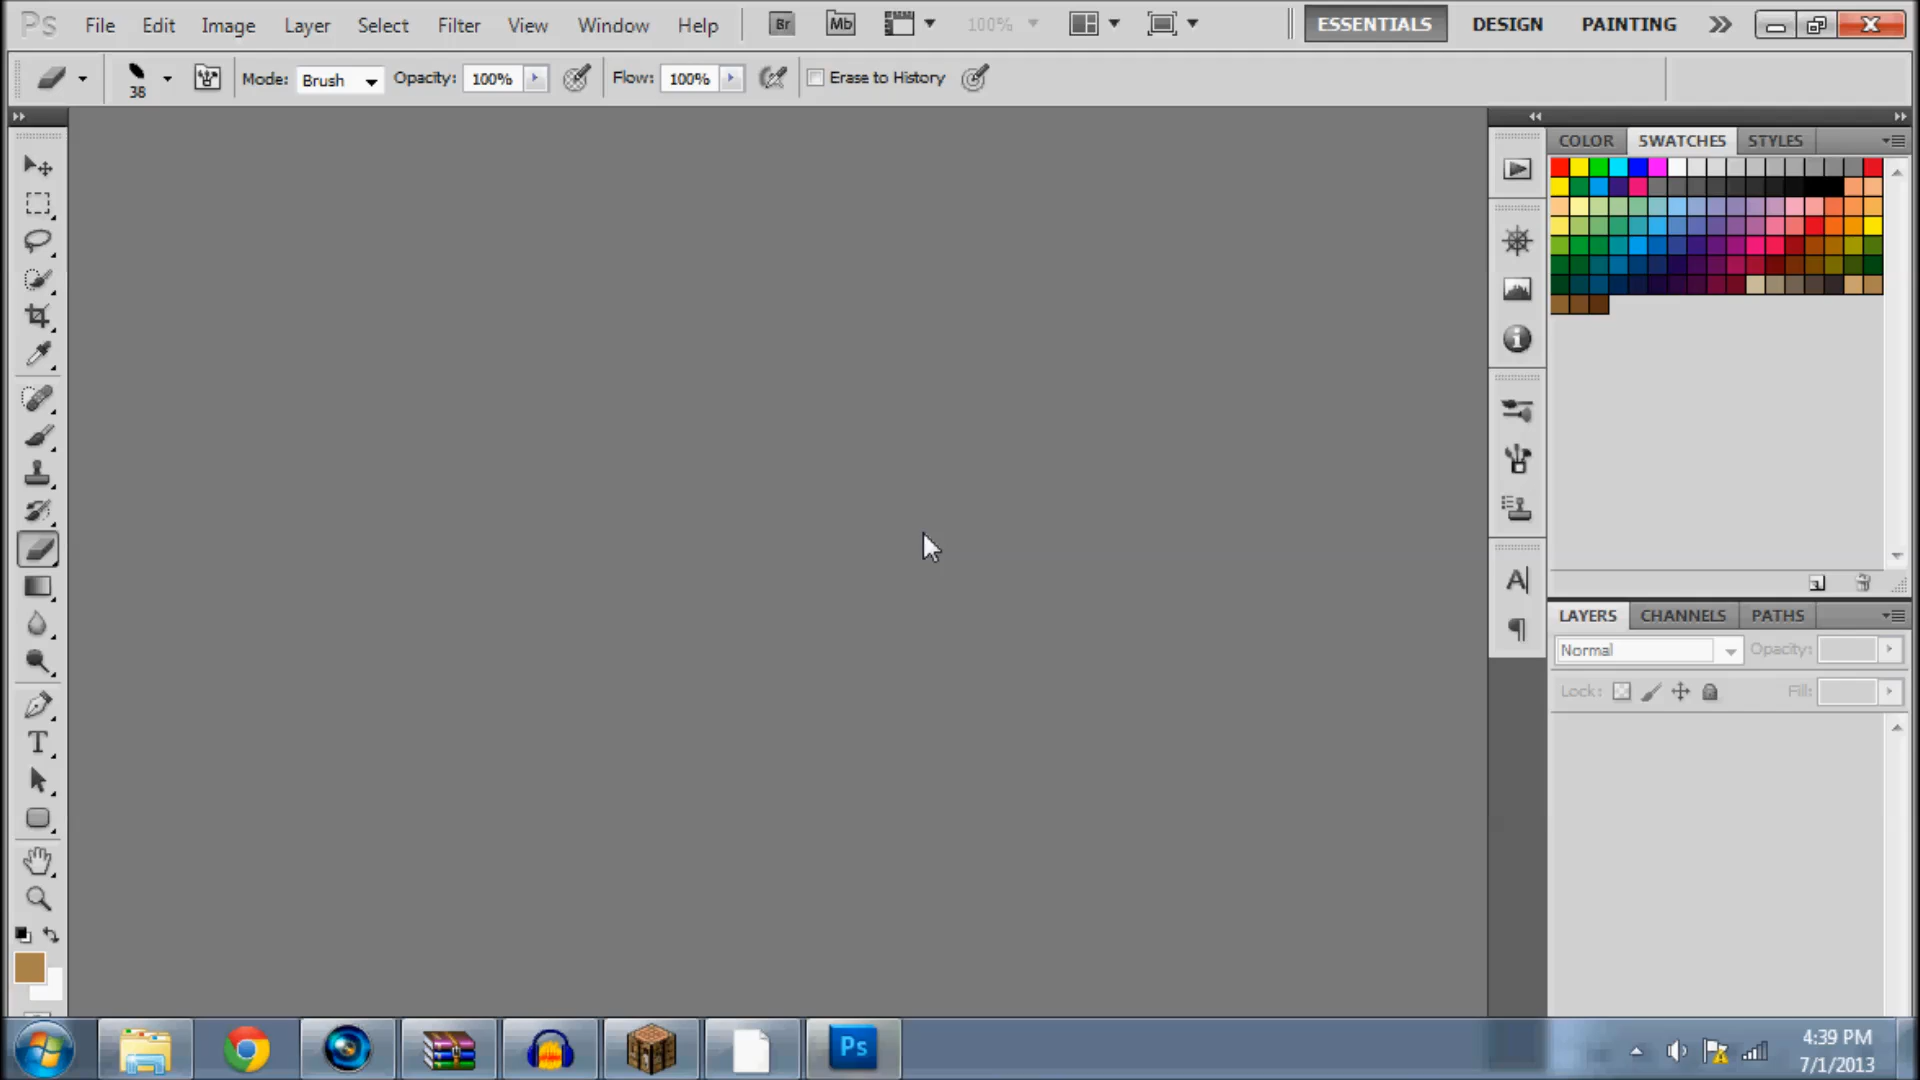 Ps File Edit Image Layer Select Filter View Window Help Br Mb 100% ESSENTIALS DESIGN PAINTING
38 Mode: Brush Opacity: 100% Flow: 100% Erase to History
COLOR SWATCHES STYLES
LAYERS CHANNELS PATHS
Normal Opacity:
Lock: Fill:
Ps
4:39 PM
7/1/2013